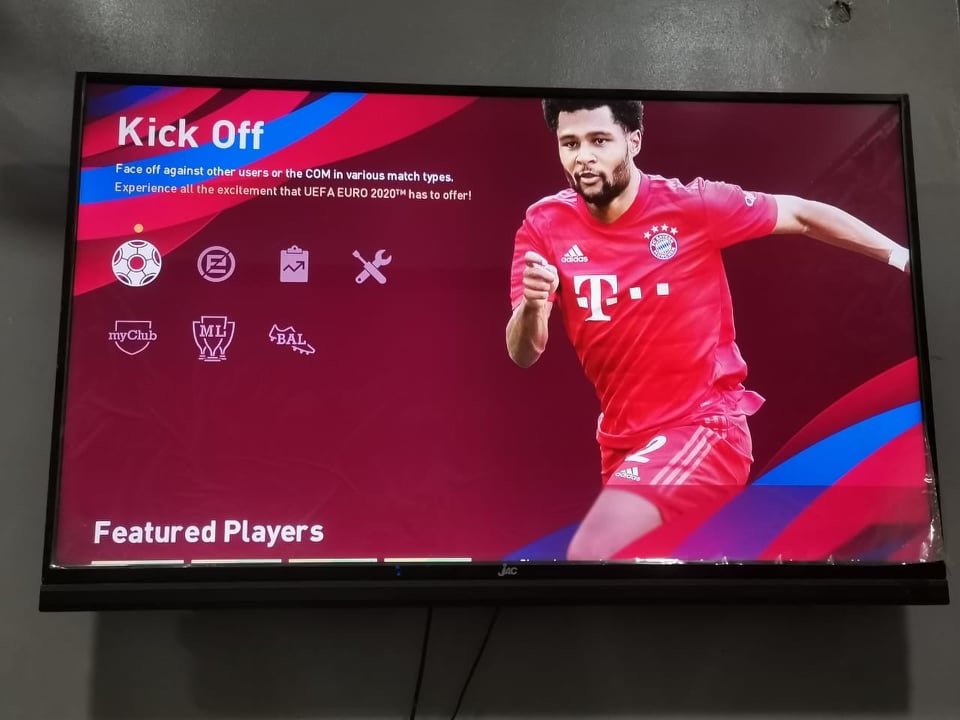 Kick Off
Face off against other users or the COM in various match types.
Experience all the excitement that UEFA EURO 2020™ has to offer!
myClub
ML
BAL
adidas
T
2
adidas
Featured Players
JAC